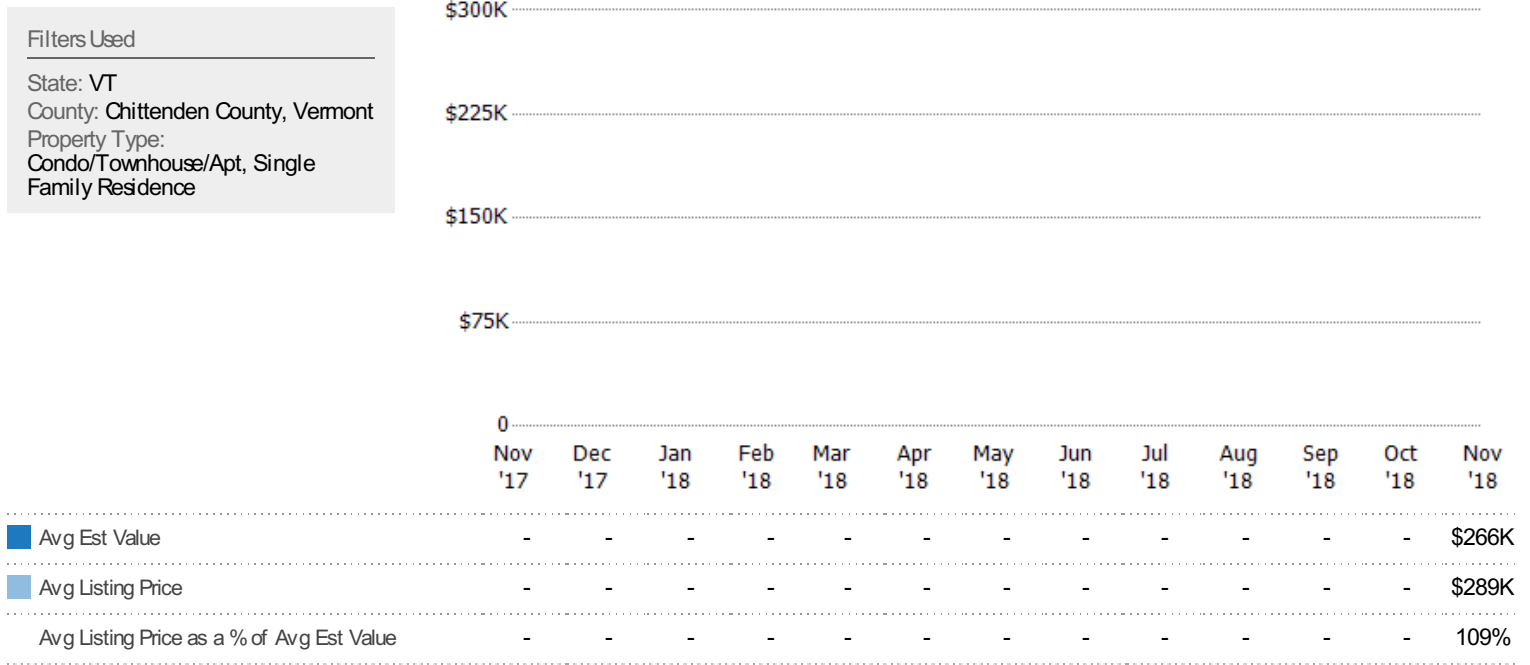 Filters Used
State: VT
County: Chittenden County, Vermont
Property Type:
Condo/Townhouse/Apt, Single
Family Residence
$300K
$225K
$150K
$75K
0
Nov Dec Jan Feb Mar Apr May Jun Jul Aug Sep Oct Nov
'17 '17 '18 '18 '18 '18 '18 '18 '18 '18 '18 '18 '18
Avg Est Value - - - - - - - - - - - - $266K
Avg Listing Price - - - - - - - - - - - - $289K
Avg Listing Price as a % of Avg Est Value - - - - - - - - - - - - 109%